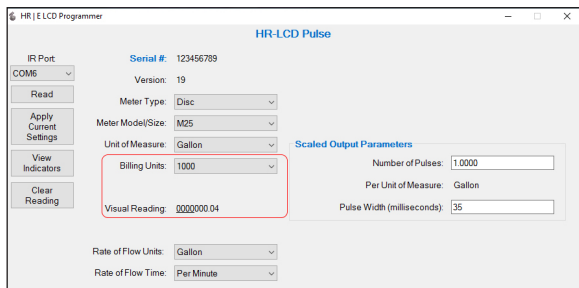 HR | E LCD Programmer
HR-LCD Pulse
IR Port
COM6
Read
Apply
Current
Settings
View
Indicators
Clear
Reading
Serial #: 123456789
Version: 19
Meter Type: Disc
Meter Model/Size: M25
Unit of Measure: Gallon
Billing Units: 1000
Visual Reading: 0000000.04
Rate of Flow Units: Gallon
Rate of Flow Time: Per Minute
Scaled Output Parameters
Number of Pulses: 1.0000
Per Unit of Measure: Gallon
Pulse Width (milliseconds): 35